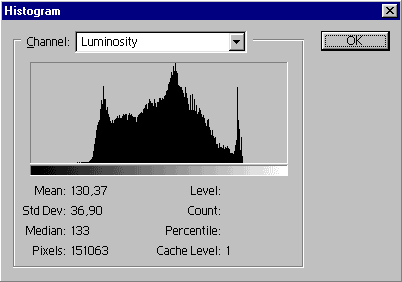 Histogram
Channel: Luminosity OK
Mean: 130,37 Level:
Std Dev: 36,90 Count:
Median: 133 Percentile:
Pixels: 151063 Cache Level: 1